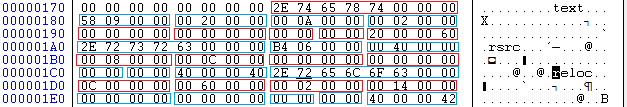 00000170 00 00 00 00 00 00 00 00 2E 74 65 78 74 00 00 00 .........text...
00000180 58 09 00 00 00 20 00 00 00 0A 00 00 00 02 00 00 X
00000190 00 00 00 00 00 00 00 00 00 00 00 00 20 00 00 60 `
000001A0 2E 72 73 72 63 00 00 00 B4 06 00 00 00 40 00 00 .rsrc...´–...@..
000001B0 00 08 00 00 00 0C 00 00 00 00 00 00 00 00 00 00
000001C0 00 00 00 00 40 00 00 40 2E 72 65 6C 6F 63 00 00 ....@..@.reloc..
000001D0 0C 00 00 00 00 60 00 00 00 02 00 00 00 14 00 00
000001E0 00 00 00 00 00 00 00 00 00 00 00 00 40 00 00 42 ............@..B